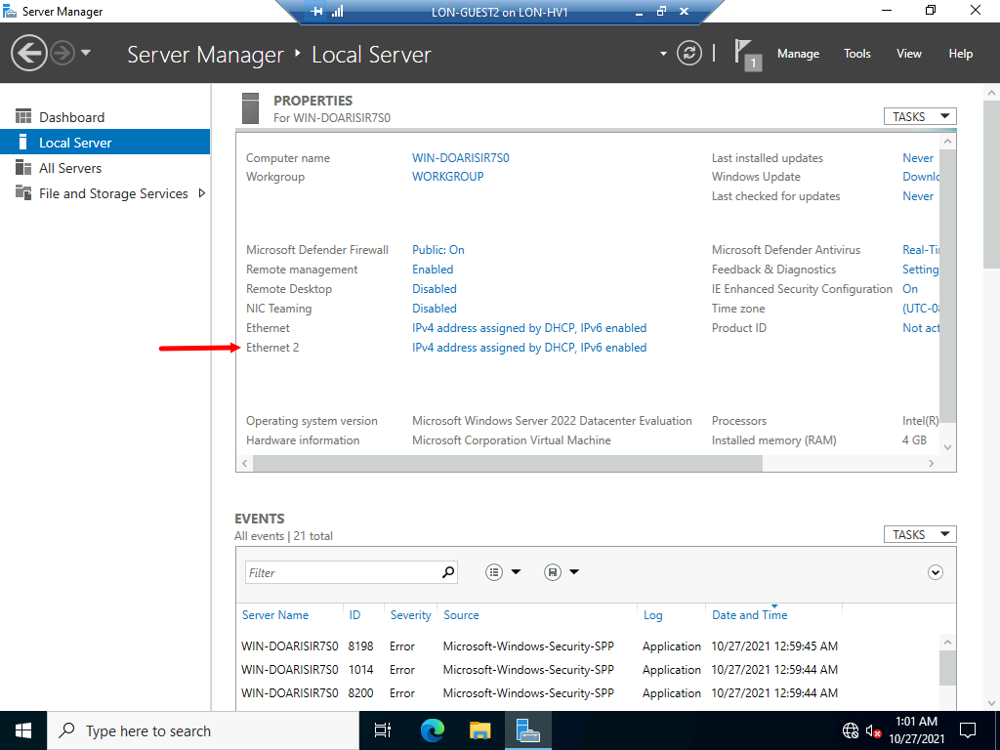 Server Manager
LON-GUEST2 on LON-HV1
Server Manager ‣ Local Server
1
Manage Tools View Help
Dashboard
Local Server
All Servers
File and Storage Services
PROPERTIES
For WIN-DOARISIR7S0
TASKS
Computer name WIN-DOARISIR7S0 Last installed updates Never
Workgroup WORKGROUP Windows Update Downlo
Last checked for updates Never
Microsoft Defender Firewall Public: On Microsoft Defender Antivirus Real-Ti
Remote management Enabled Feedback & Diagnostics Setting
Remote Desktop Disabled IE Enhanced Security Configuration On
NIC Teaming Disabled Time zone (UTC-08
Ethernet IPv4 address assigned by DHCP, IPv6 enabled Product ID Not act
Ethernet 2 IPv4 address assigned by DHCP, IPv6 enabled
Operating system version Microsoft Windows Server 2022 Datacenter Evaluation Processors Intel(R)
Hardware information Microsoft Corporation Virtual Machine Installed memory (RAM) 4 GB
EVENTS
All events | 21 total
TASKS
Filter
Server Name ID Severity Source Log Date and Time
WIN-DOARISIR7S0 8198 Error Microsoft-Windows-Security-SPP Application 10/27/2021 12:59:45 AM
WIN-DOARISIR7S0 1014 Error Microsoft-Windows-Security-SPP Application 10/27/2021 12:59:44 AM
WIN-DOARISIR7S0 8200 Error Microsoft-Windows-Security-SPP Application 10/27/2021 12:59:44 AM
Type here to search
1:01 AM
10/27/2021